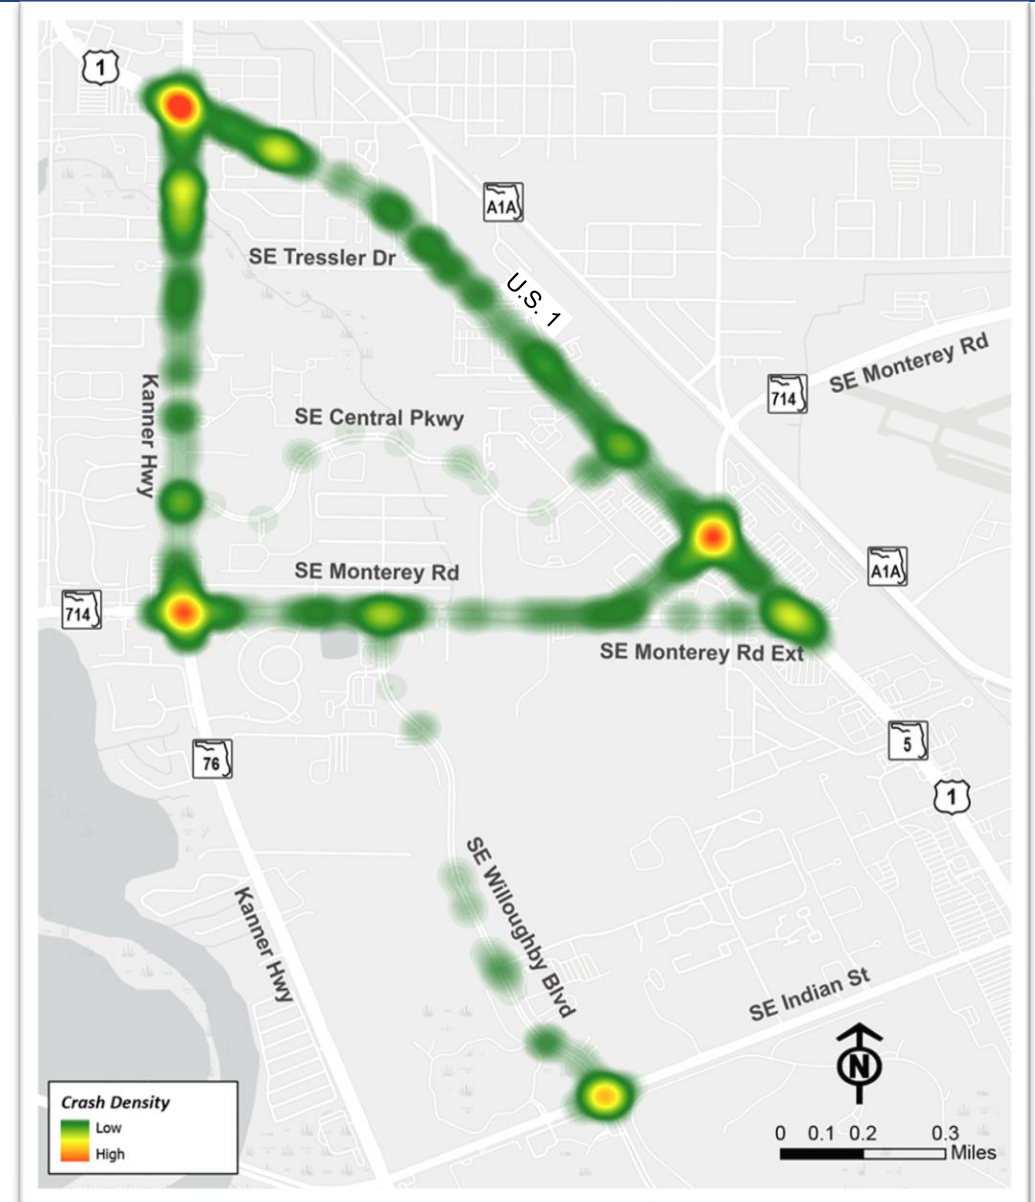 1
A1A
SE Tressler Dr
U.S. 1
SE Monterey Rd
714
Kanner Hwy
SE Central Pkwy
SE Monterey Rd
A1A
714
SE Monterey Rd Ext
5
76
1
SE Willoughby Blvd
Kanner Hwy
SE Indian St
N
Crash Density
Low
High
0 0.1 0.2 0.3
Miles